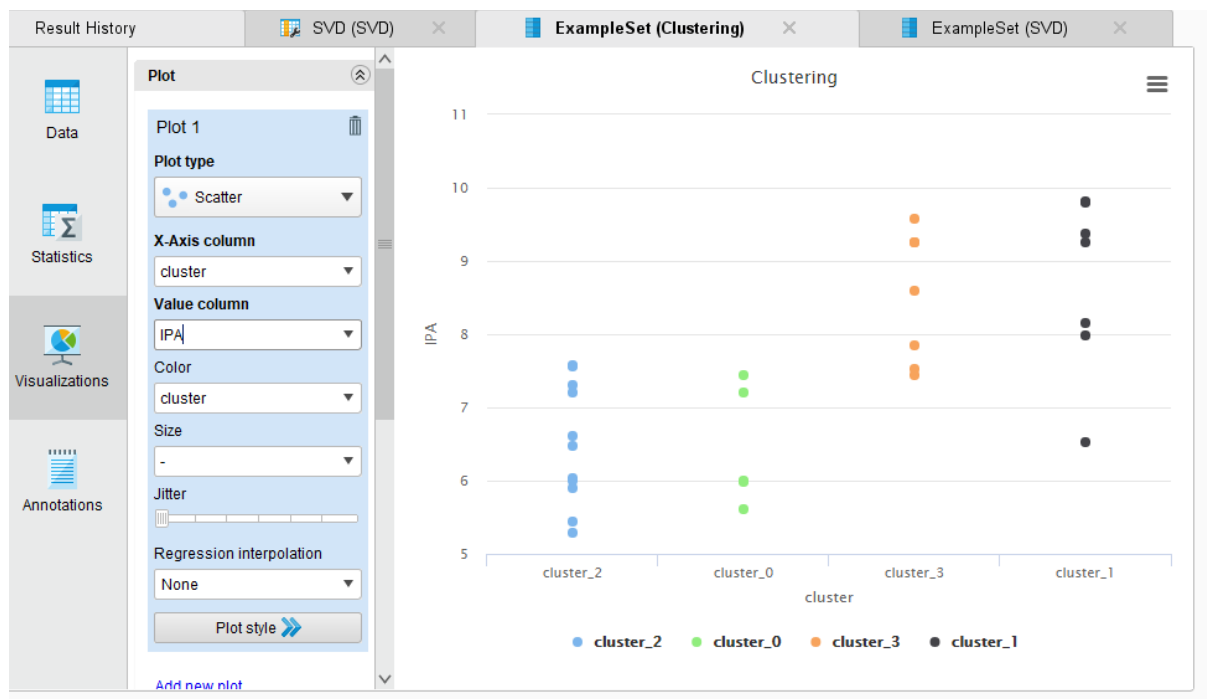 Result History
SVD (SVD)
ExampleSet (Clustering)
ExampleSet (SVD)
Data
Statistics
Visualizations
Annotations
Plot
Plot 1
Plot type
Scatter
X-Axis column
cluster
Value column
IPA
Color
cluster
Size
-
Jitter
Regression interpolation
None
Plot style
Add new plot
Clustering
IPA
11
10
9
8
7
6
5
cluster_2 cluster_0 cluster_3 cluster_1
cluster
cluster_2 cluster_0 cluster_3 cluster_1